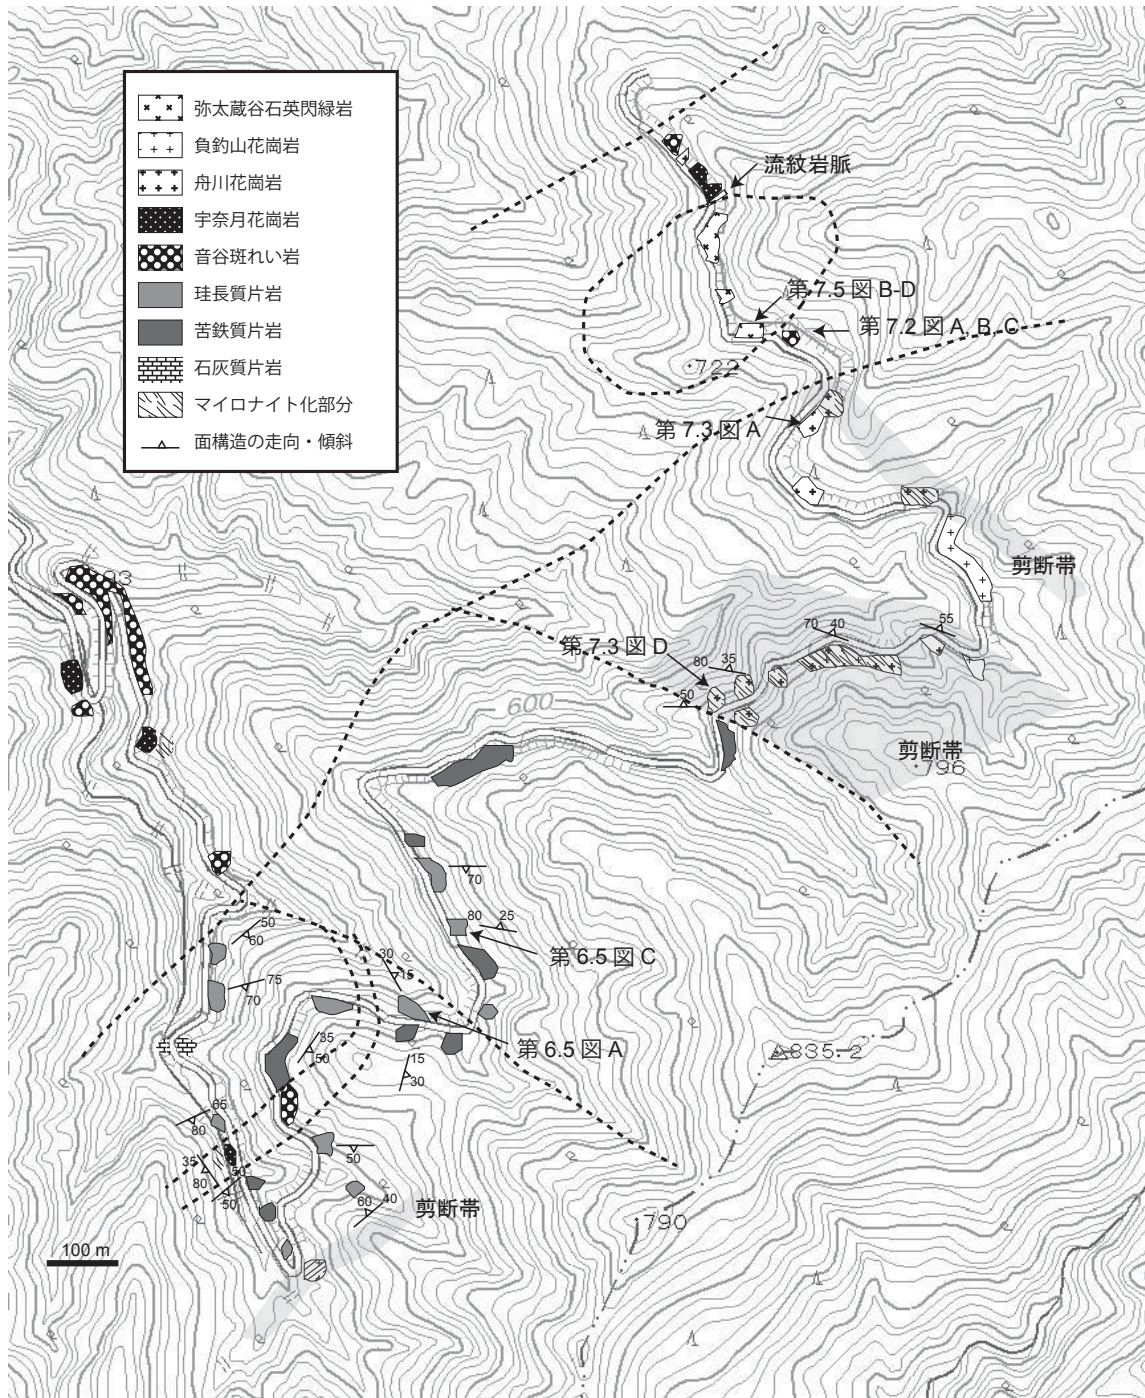 弥太蔵谷石英閃緑岩
負釣山花崗岩
舟川花崗岩
宇奈月花崗岩
音谷斑れい岩
珪長質片岩
苦鉄質片岩
石灰質片岩
マイロナイト化部分
面構造の走向・傾斜
流紋岩脈
第 7.5 図 B-D
第 7.2 図 A, B, C
722
第 7.3 図 A
剪断帯
55
70 40
第 7.3 図 D
80 35
50
600
剪断帯
796
70
80 25
第 6.5 図 C
50
60
30
15
75
70
35
50
第 6.5 図 A
15
30
835.2
65
80
50
35
80
50
50
60 40
剪断帯
790
100 m